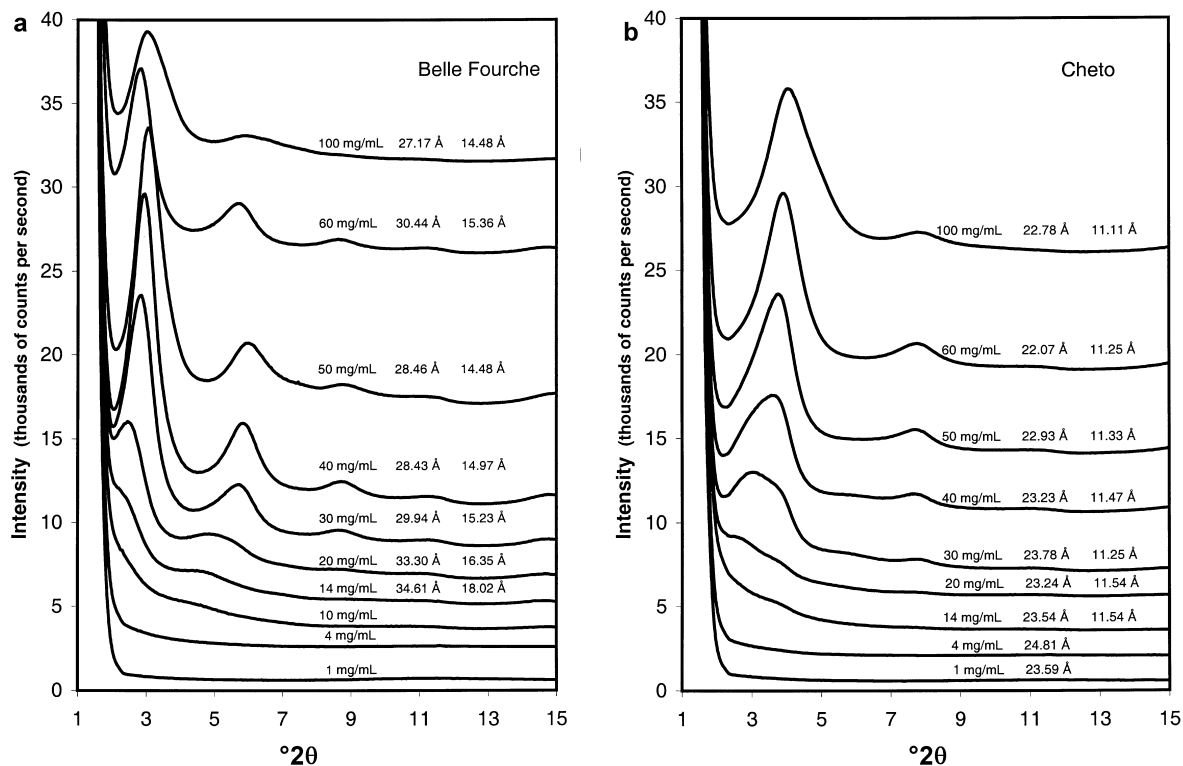 a
Belle Fourche
Intensity (thousands of counts per second)
40
35
30
25
20
15
10
5
0
100 mg/mL 27.17 Å 14.48 Å
60 mg/mL 30.44 Å 15.36 Å
50 mg/mL 28.46 Å 14.48 Å
40 mg/mL 28.43 Å 14.97 Å
30 mg/mL 29.94 Å 15.23 Å
20 mg/mL 33.30 Å 16.35 Å
14 mg/mL 34.61 Å 18.02 Å
10 mg/mL
4 mg/mL
1 mg/mL
1 3 5 7 9 11 13 15
°2θ
b
Cheto
Intensity (thousands of counts per second)
40
35
30
25
20
15
10
5
0
100 mg/mL 22.78 Å 11.11 Å
60 mg/mL 22.07 Å 11.25 Å
50 mg/mL 22.93 Å 11.33 Å
40 mg/mL 23.23 Å 11.47 Å
30 mg/mL 23.78 Å 11.25 Å
20 mg/mL 23.24 Å 11.54 Å
14 mg/mL 23.54 Å 11.54 Å
4 mg/mL 24.81 Å
1 mg/mL 23.59 Å
1 3 5 7 9 11 13 15
°2θ